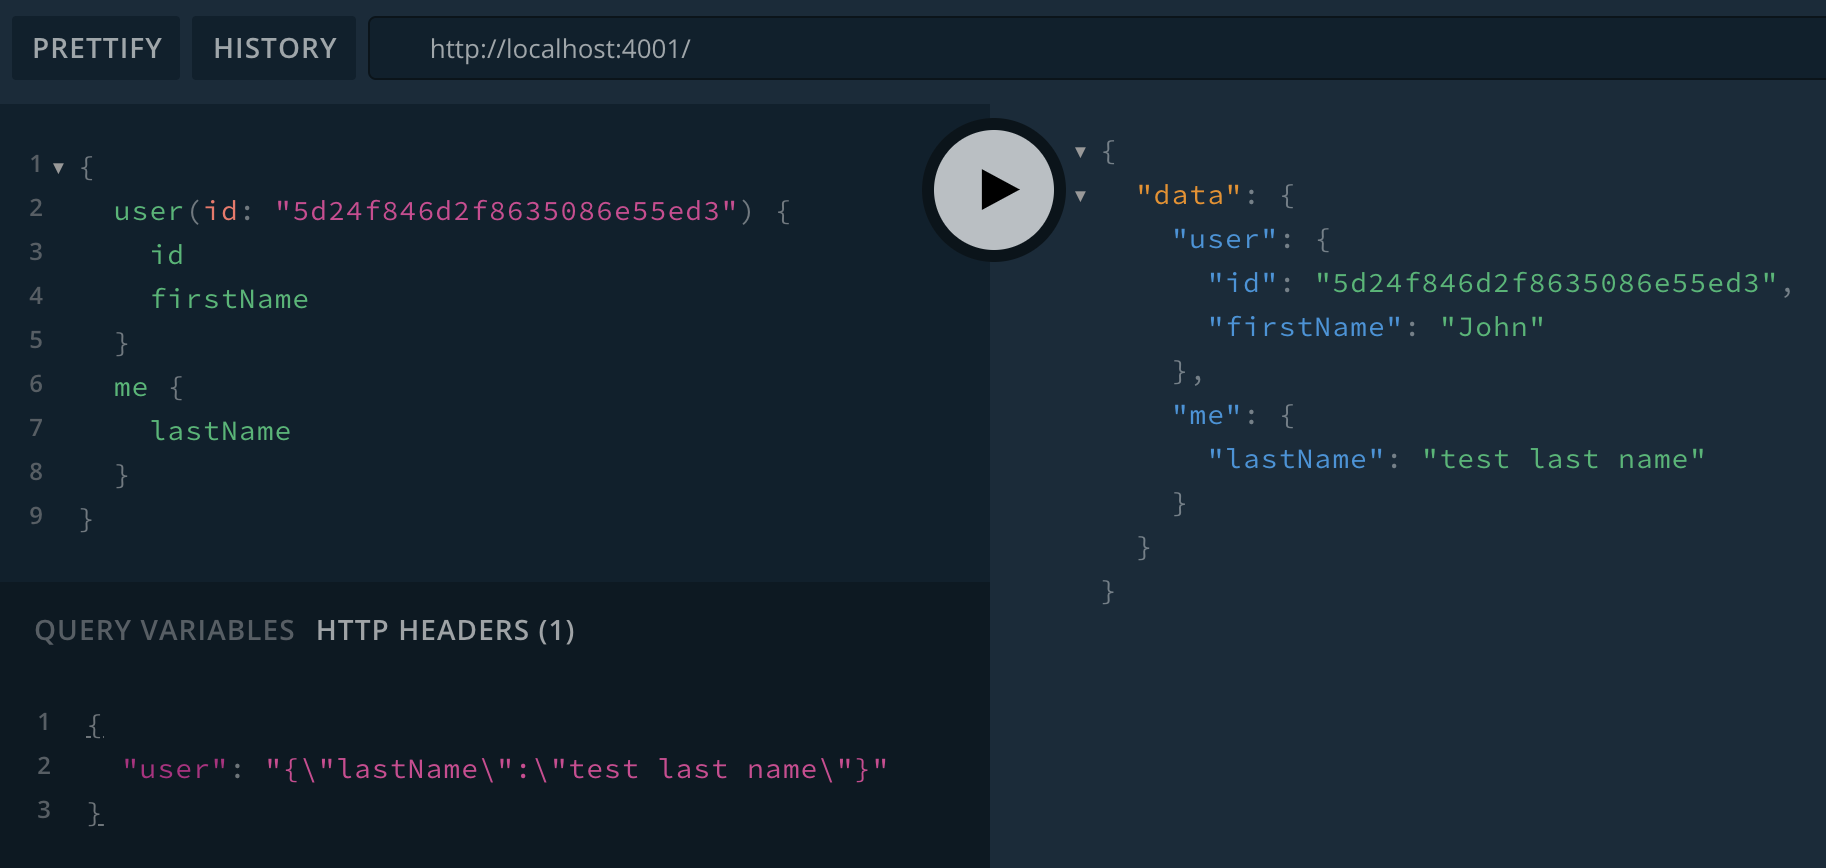 PRETTIFY HISTORY http://localhost:4001/
1 {
2 user(id: "5d24f846d2f8635086e55ed3") {
3 id
4 firstName
5 }
6 me {
7 lastName
8 }
9 }
QUERY VARIABLES HTTP HEADERS (1)
1 {
2 "user": "{\"lastName\":\"test last name\"}"
3 }
{
"data": {
"user": {
"id": "5d24f846d2f8635086e55ed3",
"firstName": "John"
},
"me": {
"lastName": "test last name"
}
}
}